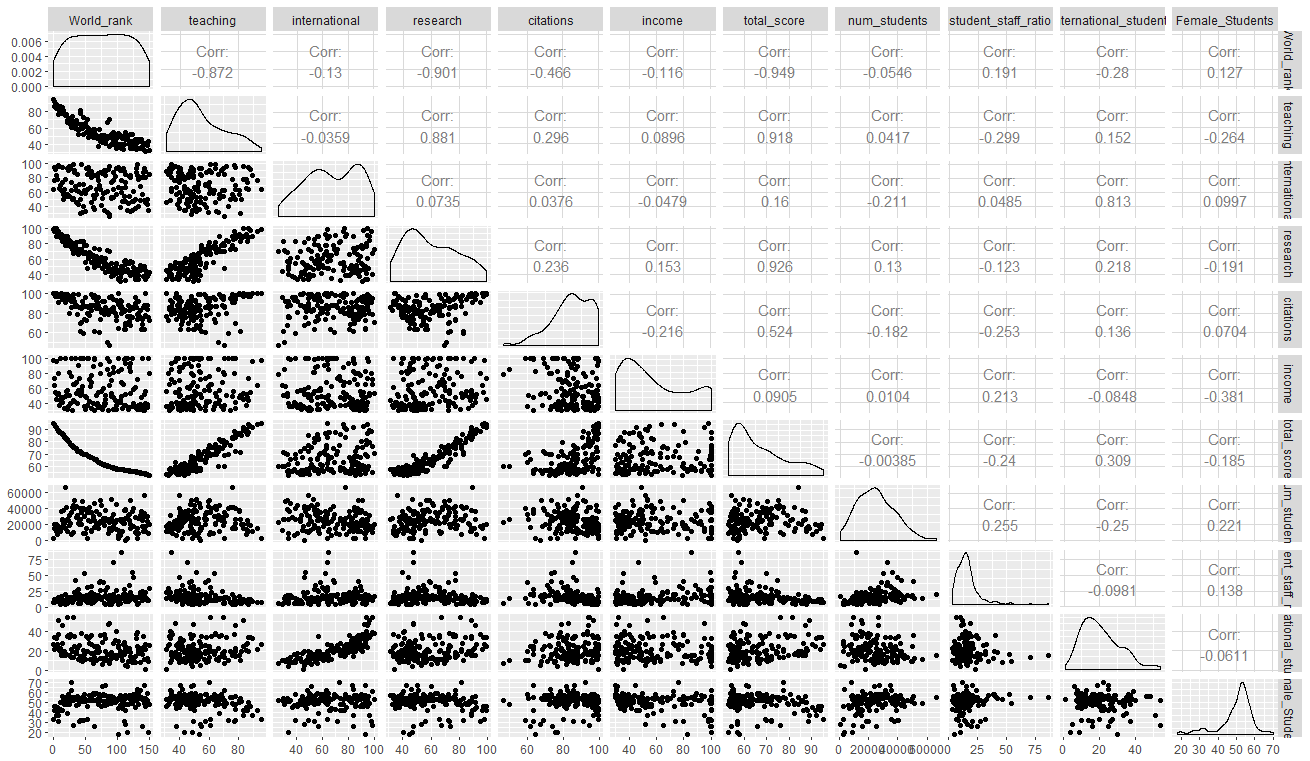 World_rank teaching international research citations income total_score num_students student_staff_ratio ternational_student Female_Students
0.006
0.004
0.002
0.000
Corr: Corr: Corr: Corr: Corr: Corr: Corr: Corr: Corr: Corr:
-0.872 -0.13 -0.901 -0.466 -0.116 -0.949 -0.0546 0.191 -0.28 0.127
World_rank
80
60
40
Corr: Corr: Corr: Corr: Corr: Corr: Corr: Corr: Corr:
-0.0359 0.881 0.296 0.0896 0.918 0.0417 -0.299 0.152 -0.264
teaching
100
80
60
40
Corr: Corr: Corr: Corr: Corr: Corr: Corr: Corr:
0.0735 0.0376 -0.0479 0.16 -0.211 0.0485 0.813 0.0997
nternationa
100
80
60
40
Corr: Corr: Corr: Corr: Corr: Corr: Corr:
0.236 0.153 0.926 0.13 -0.123 0.218 -0.191
research
100
80
60
Corr: Corr: Corr: Corr: Corr: Corr:
-0.216 0.524 -0.182 -0.253 0.136 0.0704
citations
100
80
60
40
Corr: Corr: Corr: Corr: Corr:
0.0905 0.0104 0.213 -0.0848 -0.381
income
90
80
70
60
Corr: Corr: Corr: Corr:
-0.00385 -0.24 0.309 -0.185
total_score
60000
40000
20000
0
Corr: Corr: Corr:
0.255 -0.25 0.221
um_studen
75
50
25
0
Corr: Corr:
-0.0981 0.138
ent_staff_r
40
20
0
Corr:
-0.0611
ational_stu
70
60
50
40
30
20
nale_Stude
0 50 100 150 40 60 80 40 60 80 100 40 60 80 100 60 80 100 40 60 80 100 60 70 80 90 0 20000 40000 60000 0 25 50 75 0 20 40 20 30 40 50 60 70